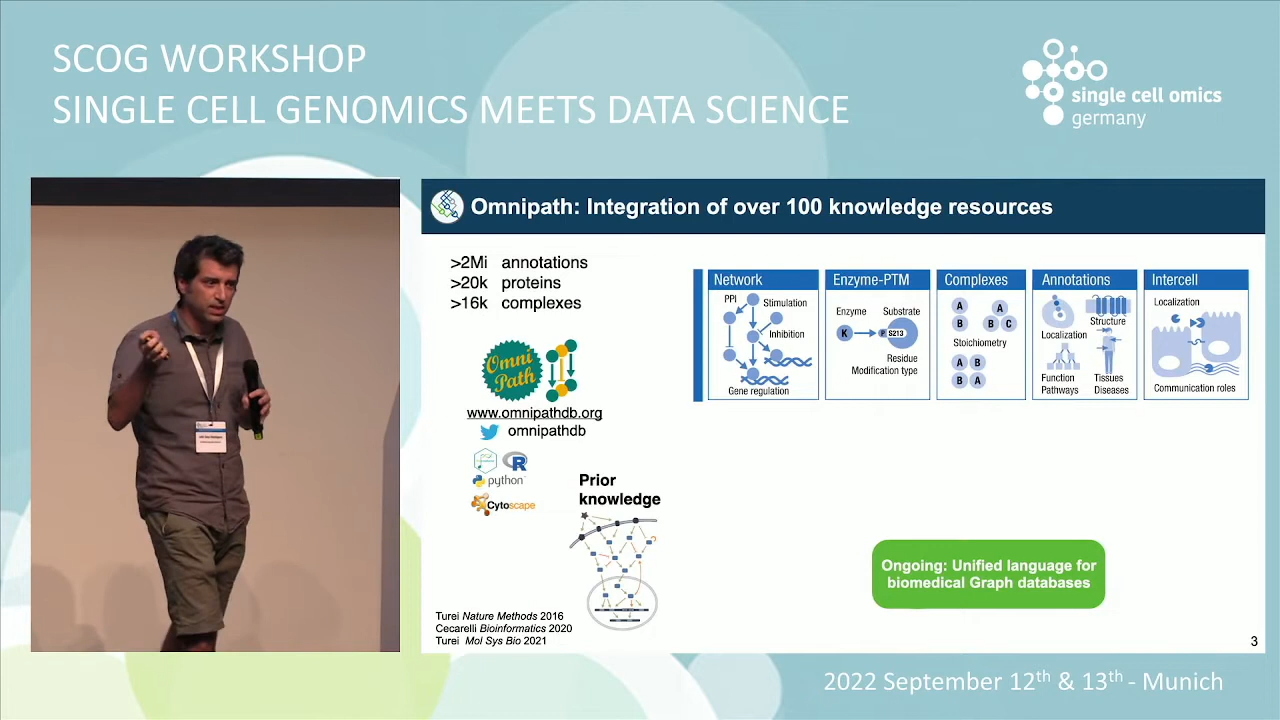 SCOG WORKSHOP
SINGLE CELL GENOMICS MEETS DATA SCIENCE
single cell omics
germany
Omnipath: Integration of over 100 knowledge resources
>2Mi annotations
>20k proteins
>16k complexes
Omni
Path
www.omnipathdb.org
omnipathdb
R
python
Cytoscape
Prior
knowledge
Network
PPI
Stimulation
Inhibition
Gene regulation
Enzyme-PTM
Enzyme
Substrate
K
P
S213
Residue
Modification type
Complexes
A
A
B
B C
Stoichiometry
A B
B A
Annotations
Structure
Localization
Function
Pathways
Tissues
Diseases
Intercell
Localization
Communication roles
Ongoing: Unified language for
biomedical Graph databases
Turei Nature Methods 2016
Cecarelli Bioinformatics 2020
Turei Mol Sys Bio 2021
3
2022 September 12th & 13th - Munich